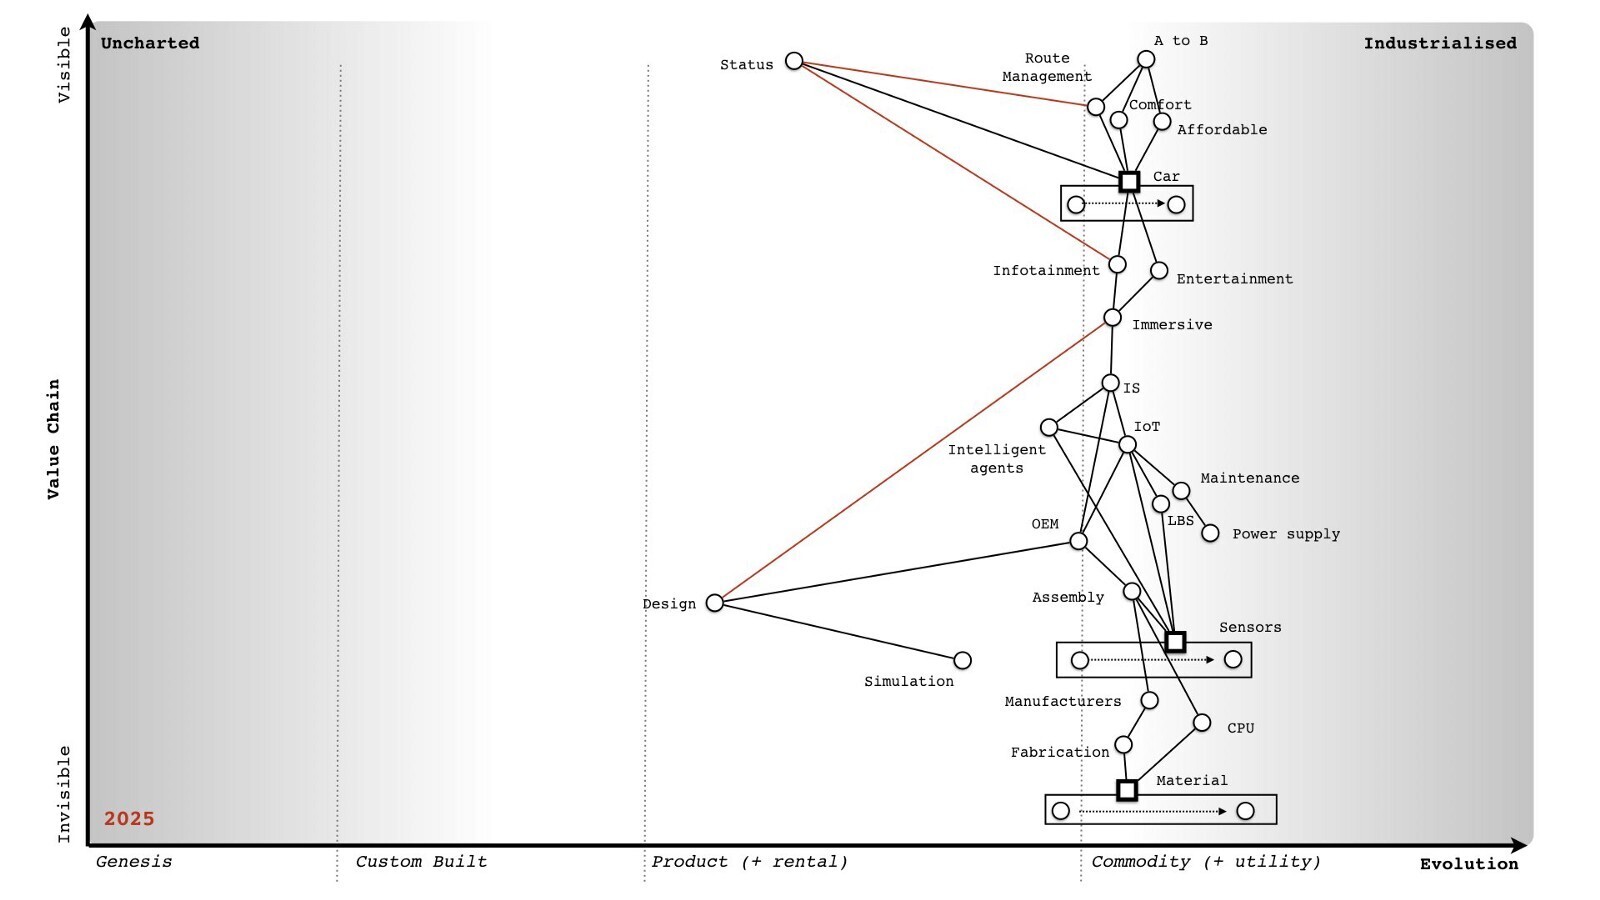 Visible
Uncharted
Industrialised
A to B
Status
Route
Management
Comfort
Affordable
Car
Infotainment
Entertainment
Immersive
IS
Value Chain
IoT
Intelligent
agents
Maintenance
LBS
OEM
Power supply
Assembly
Design
Sensors
Simulation
Manufacturers
CPU
Fabrication
Material
Invisible
2025
Genesis
Custom Built
Product (+ rental)
Commodity (+ utility)
Evolution